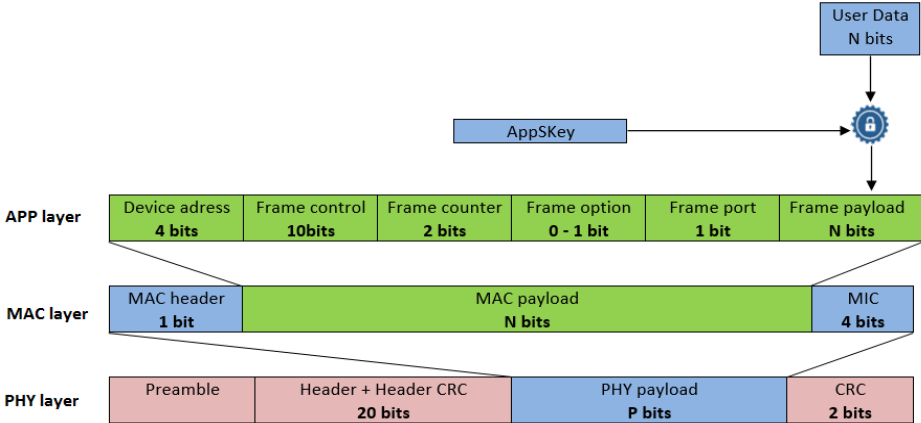 User Data
N bits
AppSKey
APP layer
Device adress
4 bits
Frame control
10bits
Frame counter
2 bits
Frame option
0 - 1 bit
Frame port
1 bit
Frame payload
N bits
MAC layer
MAC header
1 bit
MAC payload
N bits
MIC
4 bits
PHY layer
Preamble
Header + Header CRC
20 bits
PHY payload
P bits
CRC
2 bits